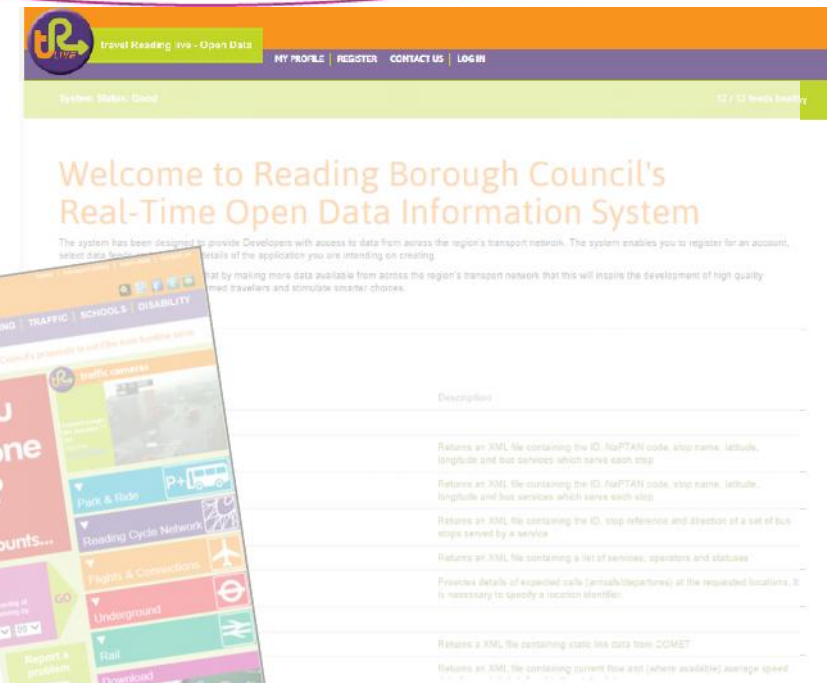 tR
LIVE
travel Reading live - Open Data
MY PROFILE | REGISTER CONTACT US | LOG IN
System Status: Good
12 / 12 feeds healthy
Welcome to Reading Borough Council's
Real-Time Open Data Information System
The system has been designed to provide Developers with access to data from across the region's transport network. The system enables you to register for an account,
select data feeds details of the application you are intending on creating.
that by making more data available from across the region's transport network that this will inspire the development of high quality
travellers and stimulate smarter choices.
TRAFFIC | SCHOOLS | DISABILITY
tR
traffic cameras
Description
Returns an XML file containing the ID, NaPTAN code, stop name, latitude,
longitude and bus services which serve each stop
Returns an XML file containing the ID, NaPTAN code, stop name, latitude,
longitude and bus services which serve each stop
Returns an XML file containing the ID, stop reference and direction of a set of bus
stops served by a service
Returns an XML file containing a list of services, operators and statuses
Provides details of expected calls (arrivals/departures) at the requested locations. It
is necessary to specify a location identifier.
Returns a XML file containing static link data from COMET
Returns an XML file containing current flow and (where available) average speed
P+
Park & Ride
Reading Cycle Network
Flights & Connections
GO
Underground
Rail
Report a
problem
Download